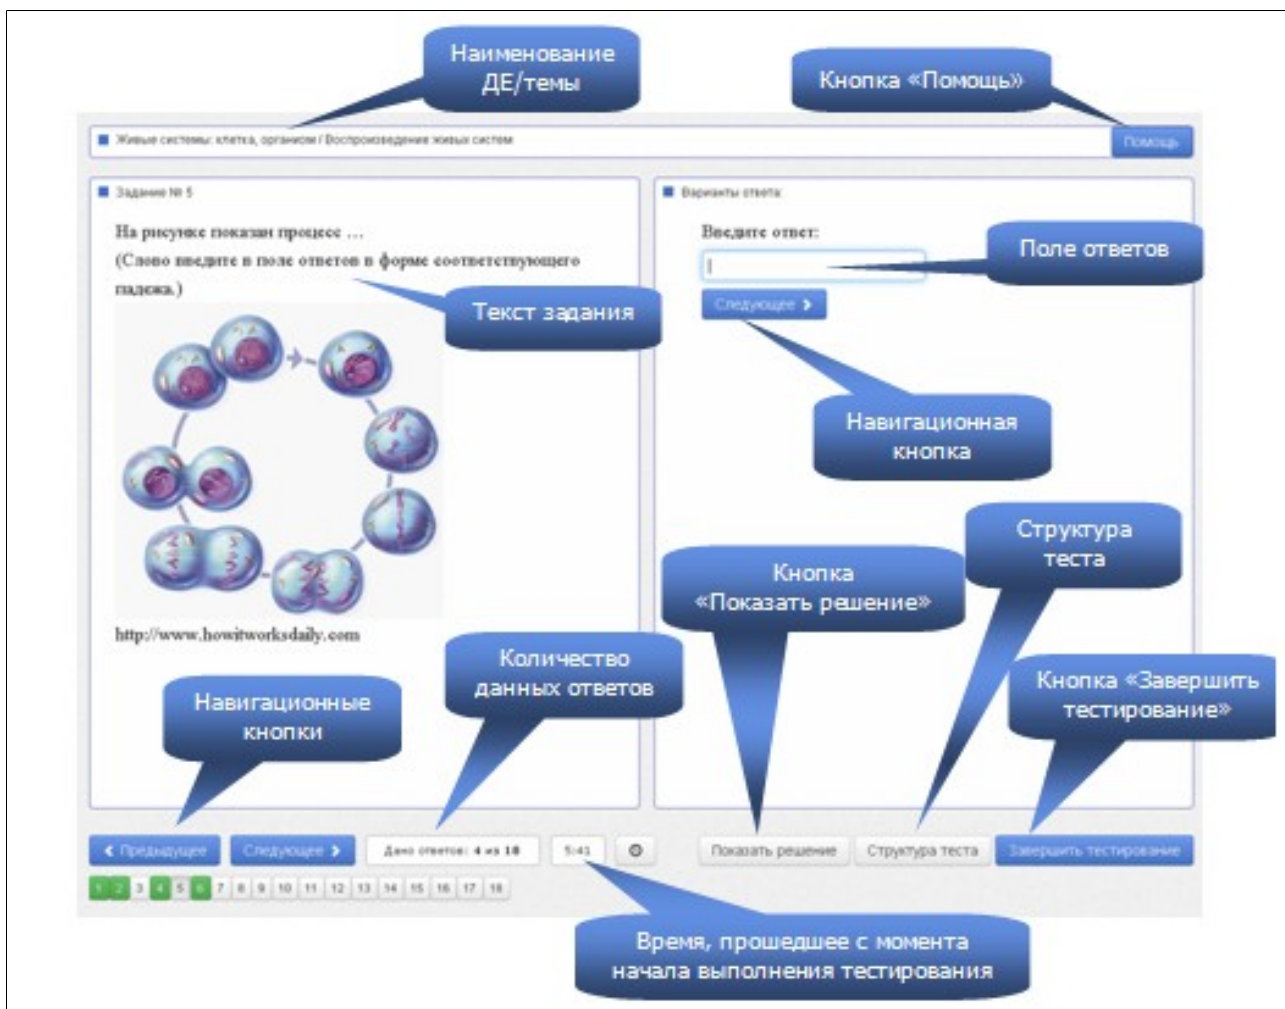 Наименование
ДЕ/темы
Кнопка «Помощь»
Живые системы: клетка, организм / Воспроизведение живых систем
Помощь
Задание № 5
На рисунке показан процесс ...
(Слово введите в поле ответов в форме соответствующего
падежа.)
Текст задания
http://www.howitworksdaily.com
Варианты ответа:
Введите ответ:
Поле ответов
Следующее
Навигационная
кнопка
Структура
теста
Кнопка
«Показать решение»
Количество
данных ответов
Кнопка «Завершить
тестирование»
Навигационные
кнопки
Предыдущее
Следующее
Дано ответов: 4 из 18
5:41
Показать решение
Структура теста
Завершить тестирование
1 2 3 4 5 6 7 8 9 10 11 12 13 14 15 16 17 18
Время, прошедшее с момента
начала выполнения тестирования